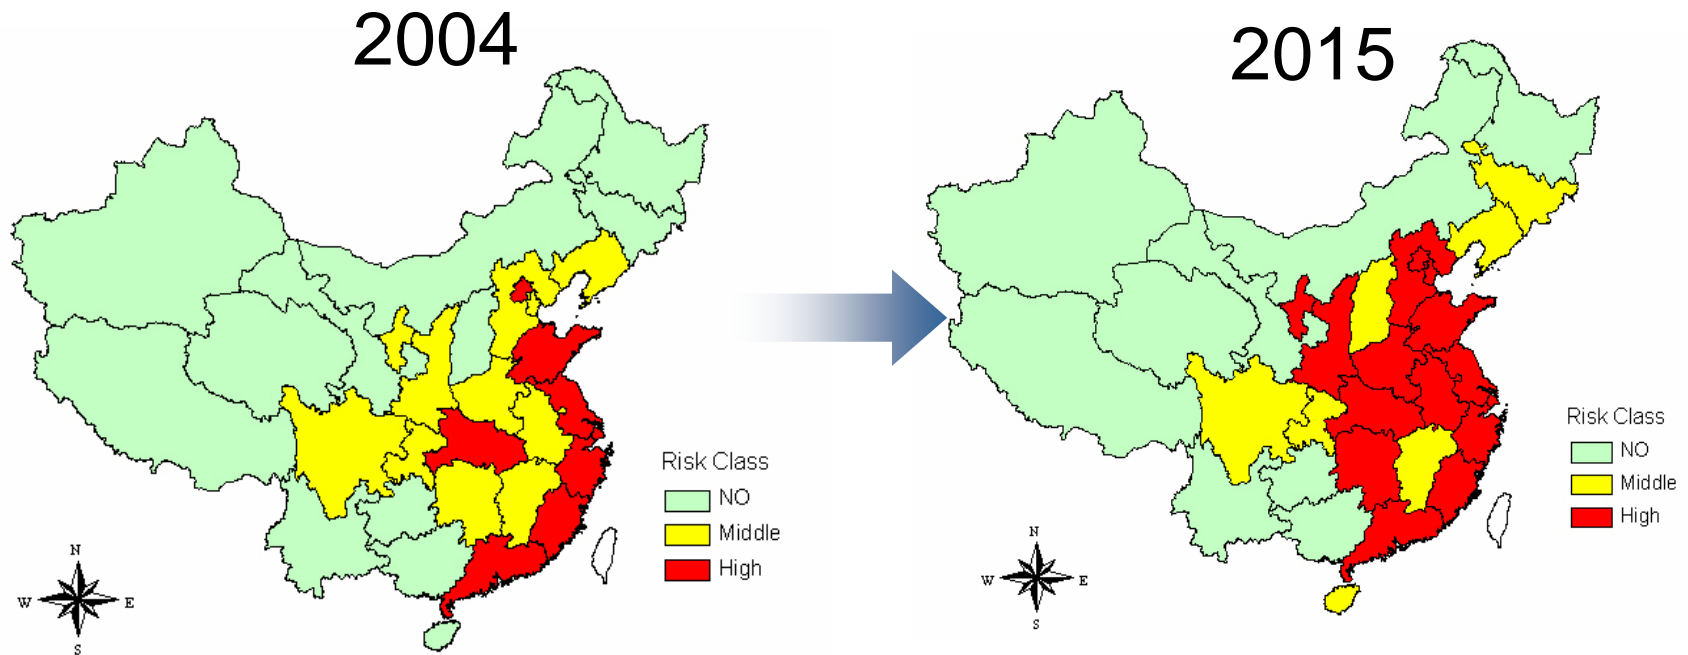 2004
2015
Risk Class
NO
Middle
High
N
W E
S
Risk Class
NO
Middle
High
N
W E
S